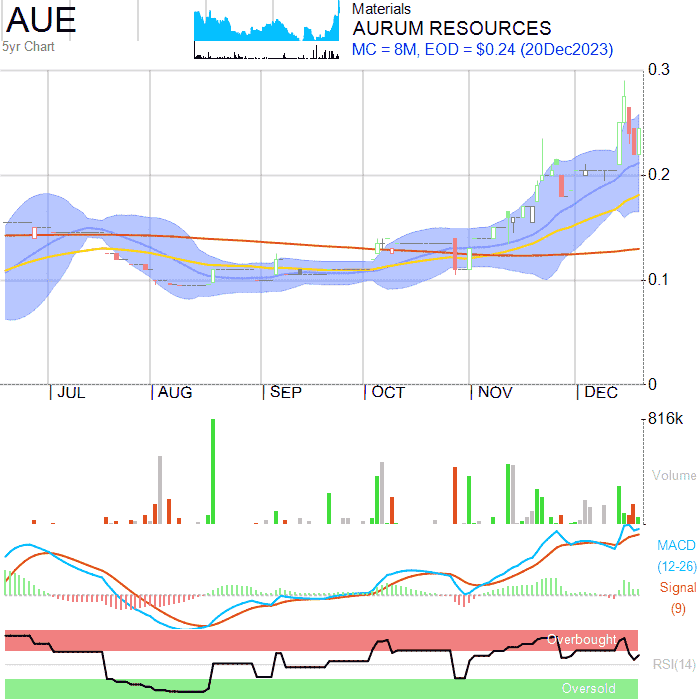 AUE
5yr Chart
Materials
AURUM RESOURCES
MC = 8M, EOD = $0.24 (20Dec2023)
0.3
0.2
0.1
0
JUL
AUG
SEP
OCT
NOV
DEC
816k
Volume
MACD
(12-26)
Signal
(9)
Overbought
RSI(14)
Oversold